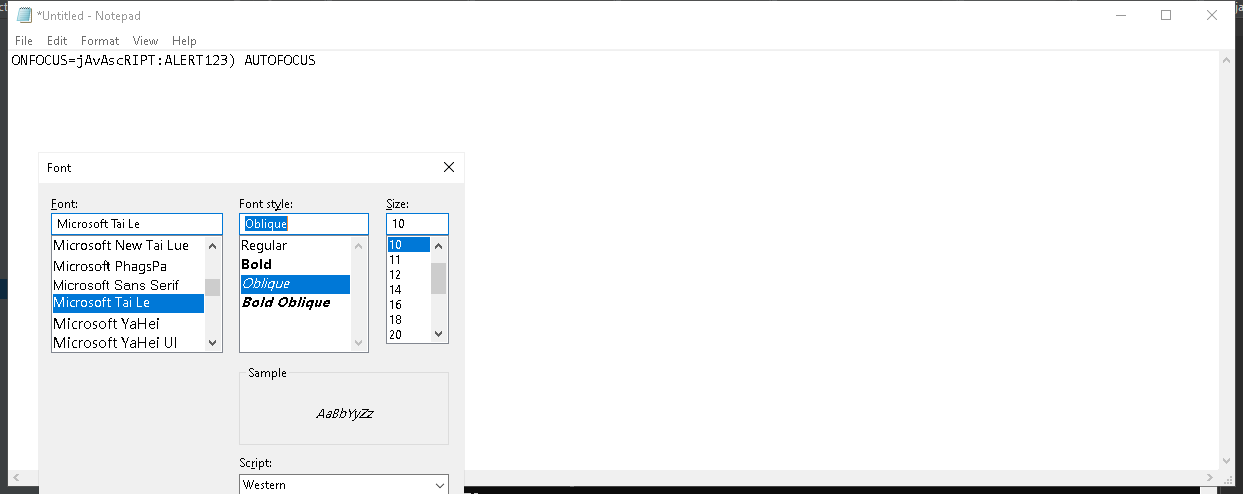 *Untitled - Notepad
File Edit Format View Help
ONFOCUS=jAvAscRIPT:ALERT123) AUTOFOCUS
Font
Font: Font style: Size:
Microsoft Tai Le Oblique 10
Microsoft New Tai Lue Regular 10
Microsoft PhagsPa Bold 11
Microsoft Sans Serif Oblique 12
Microsoft Tai Le Bold Oblique 14
Microsoft YaHei 16
Microsoft YaHei UI 18
20
Sample
AaBbYyZz
Script:
Western